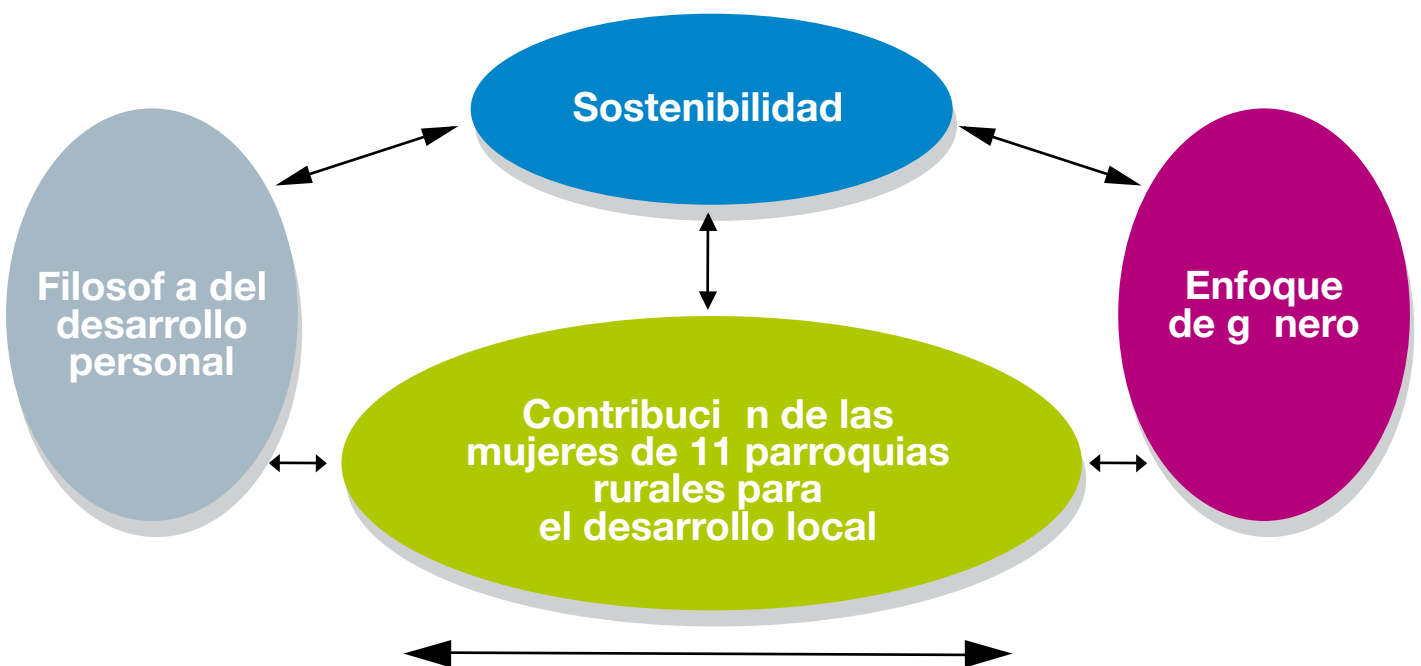 Sostenibilidad
Filosof a del
desarrollo
personal
Enfoque
de g nero
Contribuci n de las
mujeres de 11 parroquias
rurales para
el desarrollo local